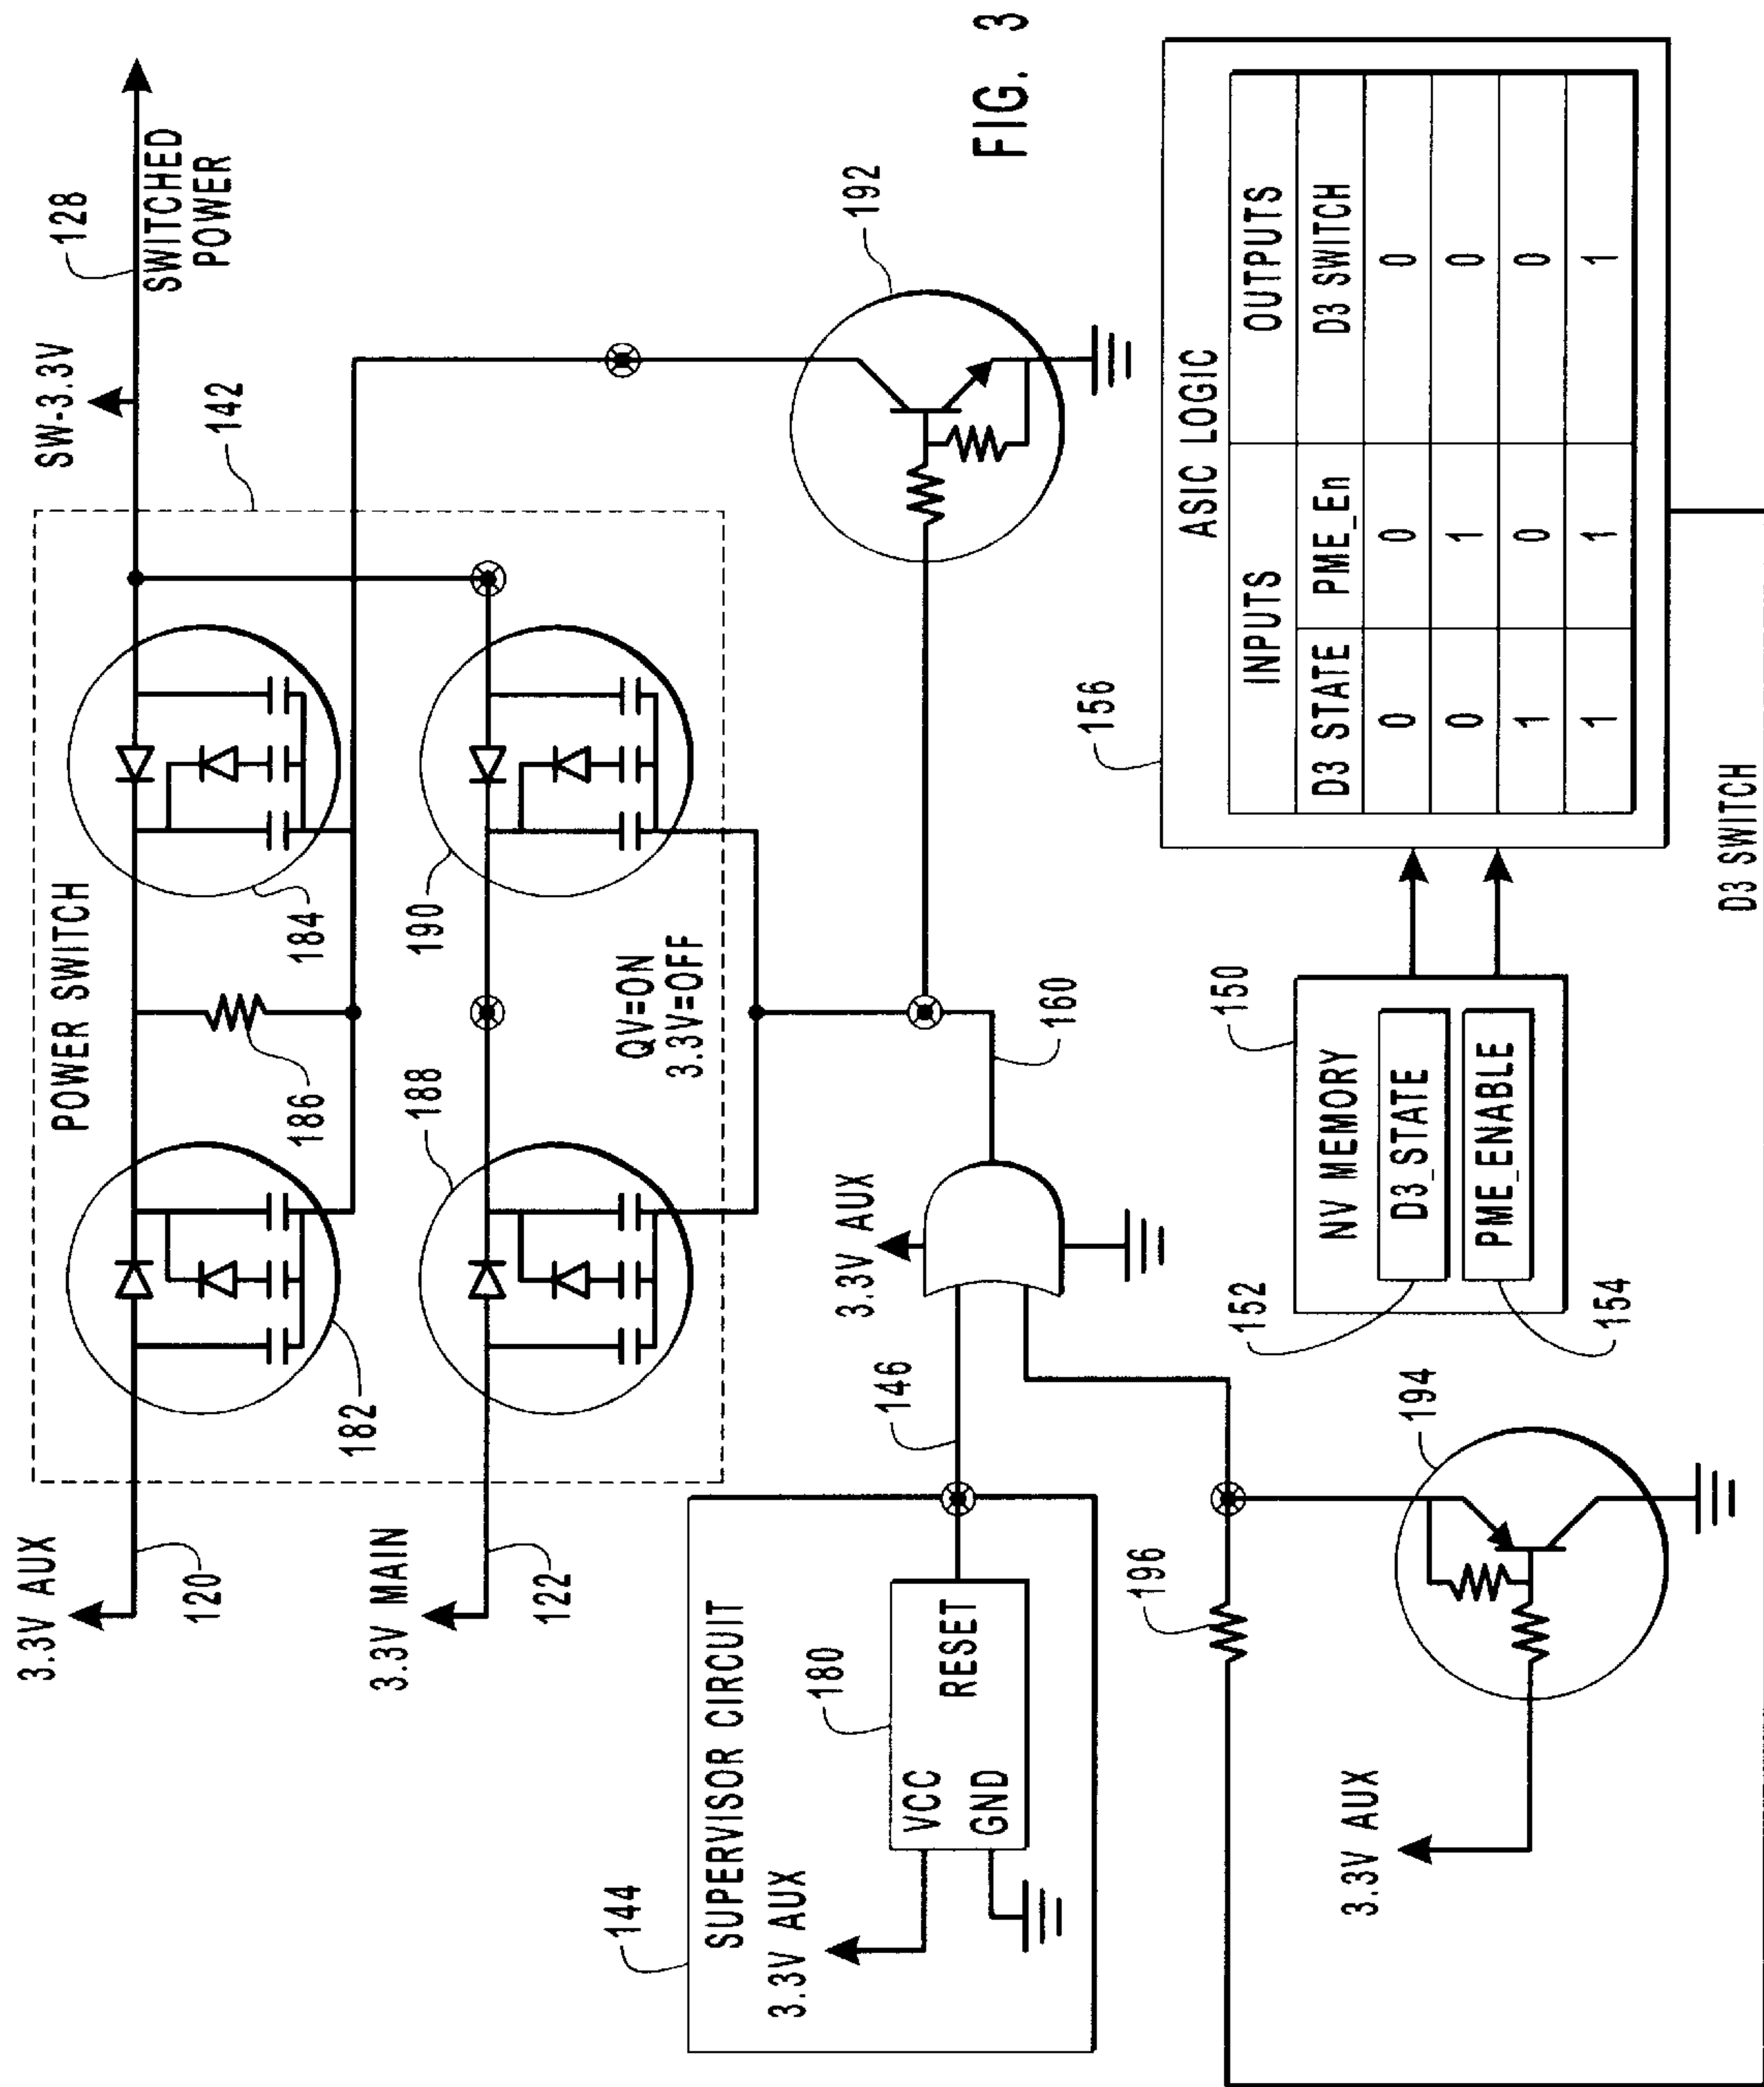 3.3V AUX
120
3.3V MAIN
122
POWER SWITCH
182
186
184
188
190
QV=ON
3.3V=OFF
142
SW-3.3V
128
SWITCHED
POWER
144
SUPERVISOR CIRCUIT
3.3V AUX
180
VCC
GND
RESET
146
3.3V AUX
160
192
FIG. 3
196
3.3V AUX
194
150
NV MEMORY
D3_STATE
PME_ENABLE
152
154
156
ASIC LOGIC
INPUTS OUTPUTS
D3 STATE PME_En D3 SWITCH
0 0 0
0 1 0
1 0 0
1 1 1
D3 SWITCH